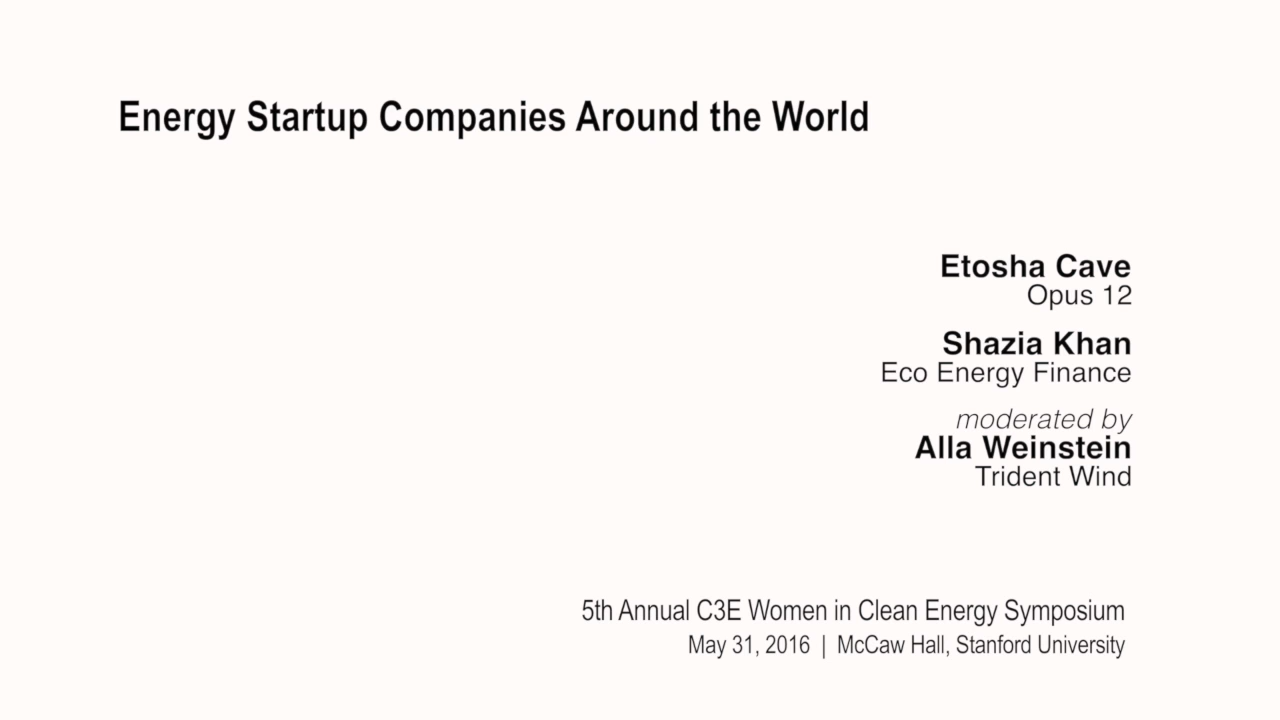 Energy Startup Companies Around the World
Etosha Cave
Opus 12
Shazia Khan
Eco Energy Finance
moderated by
Alla Weinstein
Trident Wind
5th Annual C3E Women in Clean Energy Symposium
May 31, 2016 | McCaw Hall, Stanford University